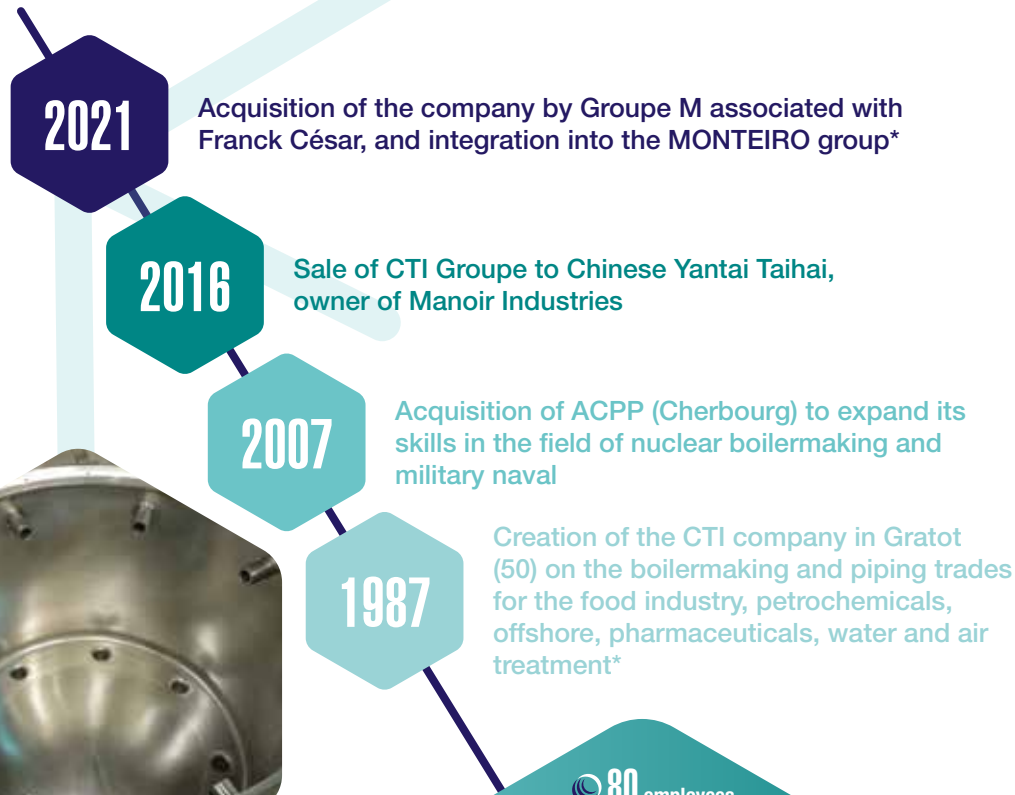 2021
Acquisition of the company by Groupe M associated with
Franck César, and integration into the MONTEIRO group*
2016
Sale of CTI Groupe to Chinese Yantai Taihai,
owner of Manoir Industries
2007
Acquisition of ACPP (Cherbourg) to expand its
skills in the field of nuclear boilermaking and
military naval
1987
Creation of the CTI company in Gratot
(50) on the boilermaking and piping trades
for the food industry, petrochemicals,
offshore, pharmaceuticals, water and air
treatment*
80 employees